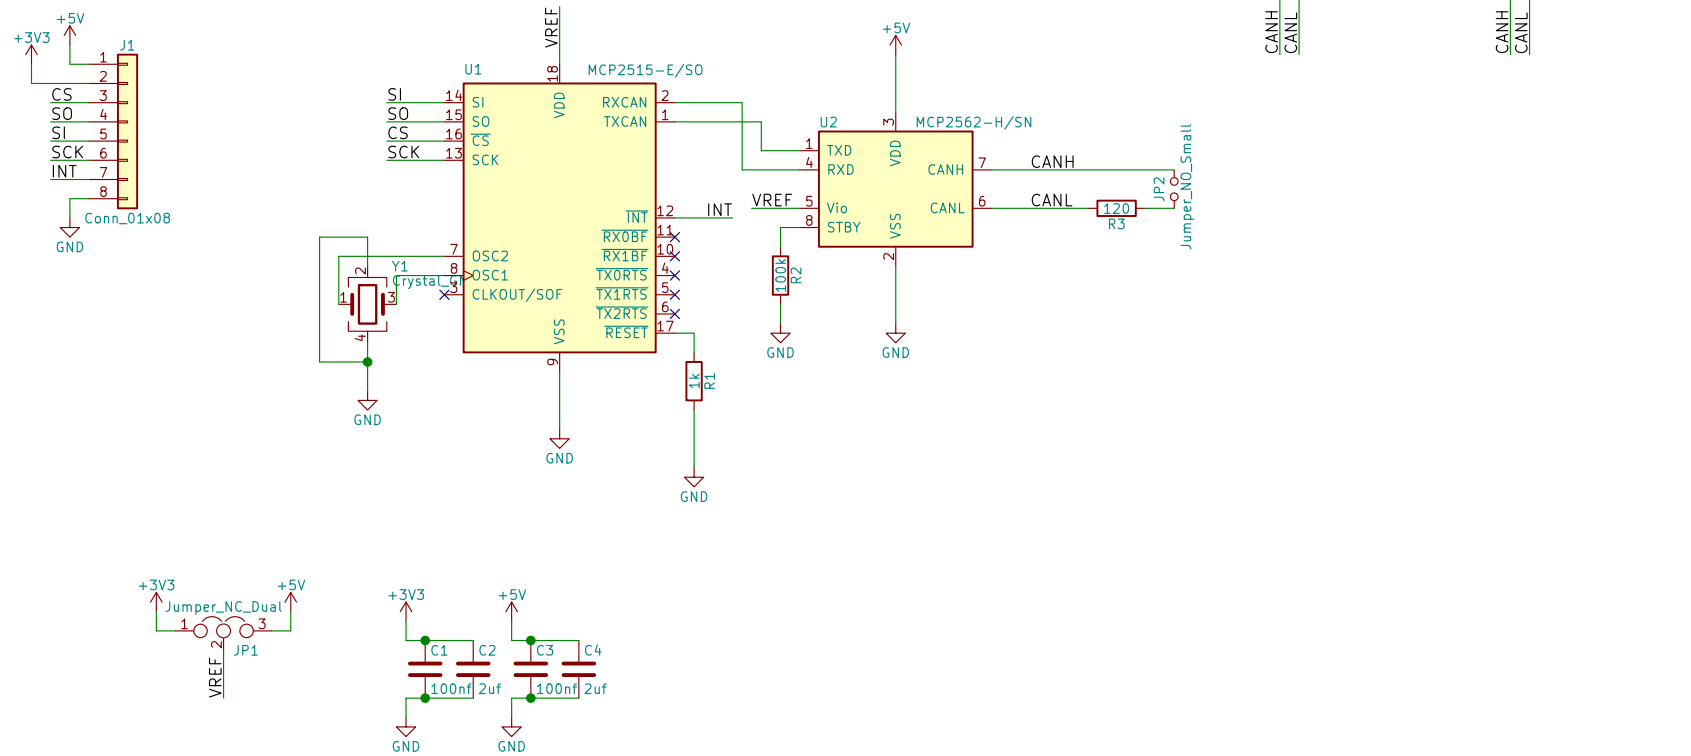 +5V
+3V3
J1
1
2
3
4
5
6
7
8
CS
SO
SI
SCK
INT
Conn_01x08
GND
VREF
U1
MCP2515-E/SO
18
VDD
SI 14 SI
SO 15 SO
CS 16 CS
SCK 13 SCK
RXCAN 2
TXCAN 1
INT 12 INT
RX0BF 11
RX1BF 10
TX0RTS 4
TX1RTS 5
TX2RTS 6
RESET 17
7 OSC2
8 OSC1
3 CLKOUT/SOF
VSS
9
GND
Y1
2
1
3
4
GND
1k
R1
GND
+5V
U2
MCP2562-H/SN
3
VDD
1 TXD
4 RXD
VREF 5 Vio
8 STBY
CANH 7 CANH
CANL 6 CANL
VSS
2
GND
100k
R2
GND
120
R3
JP2
Jumper_NO_Small
CANH
CANL
CANH
CANL
+3V3
+5V
Jumper_NC_Dual
1
3
2
JP1
VREF
+3V3
C1
C2
100nf
2uf
GND
+5V
C3
C4
100nf
2uf
GND